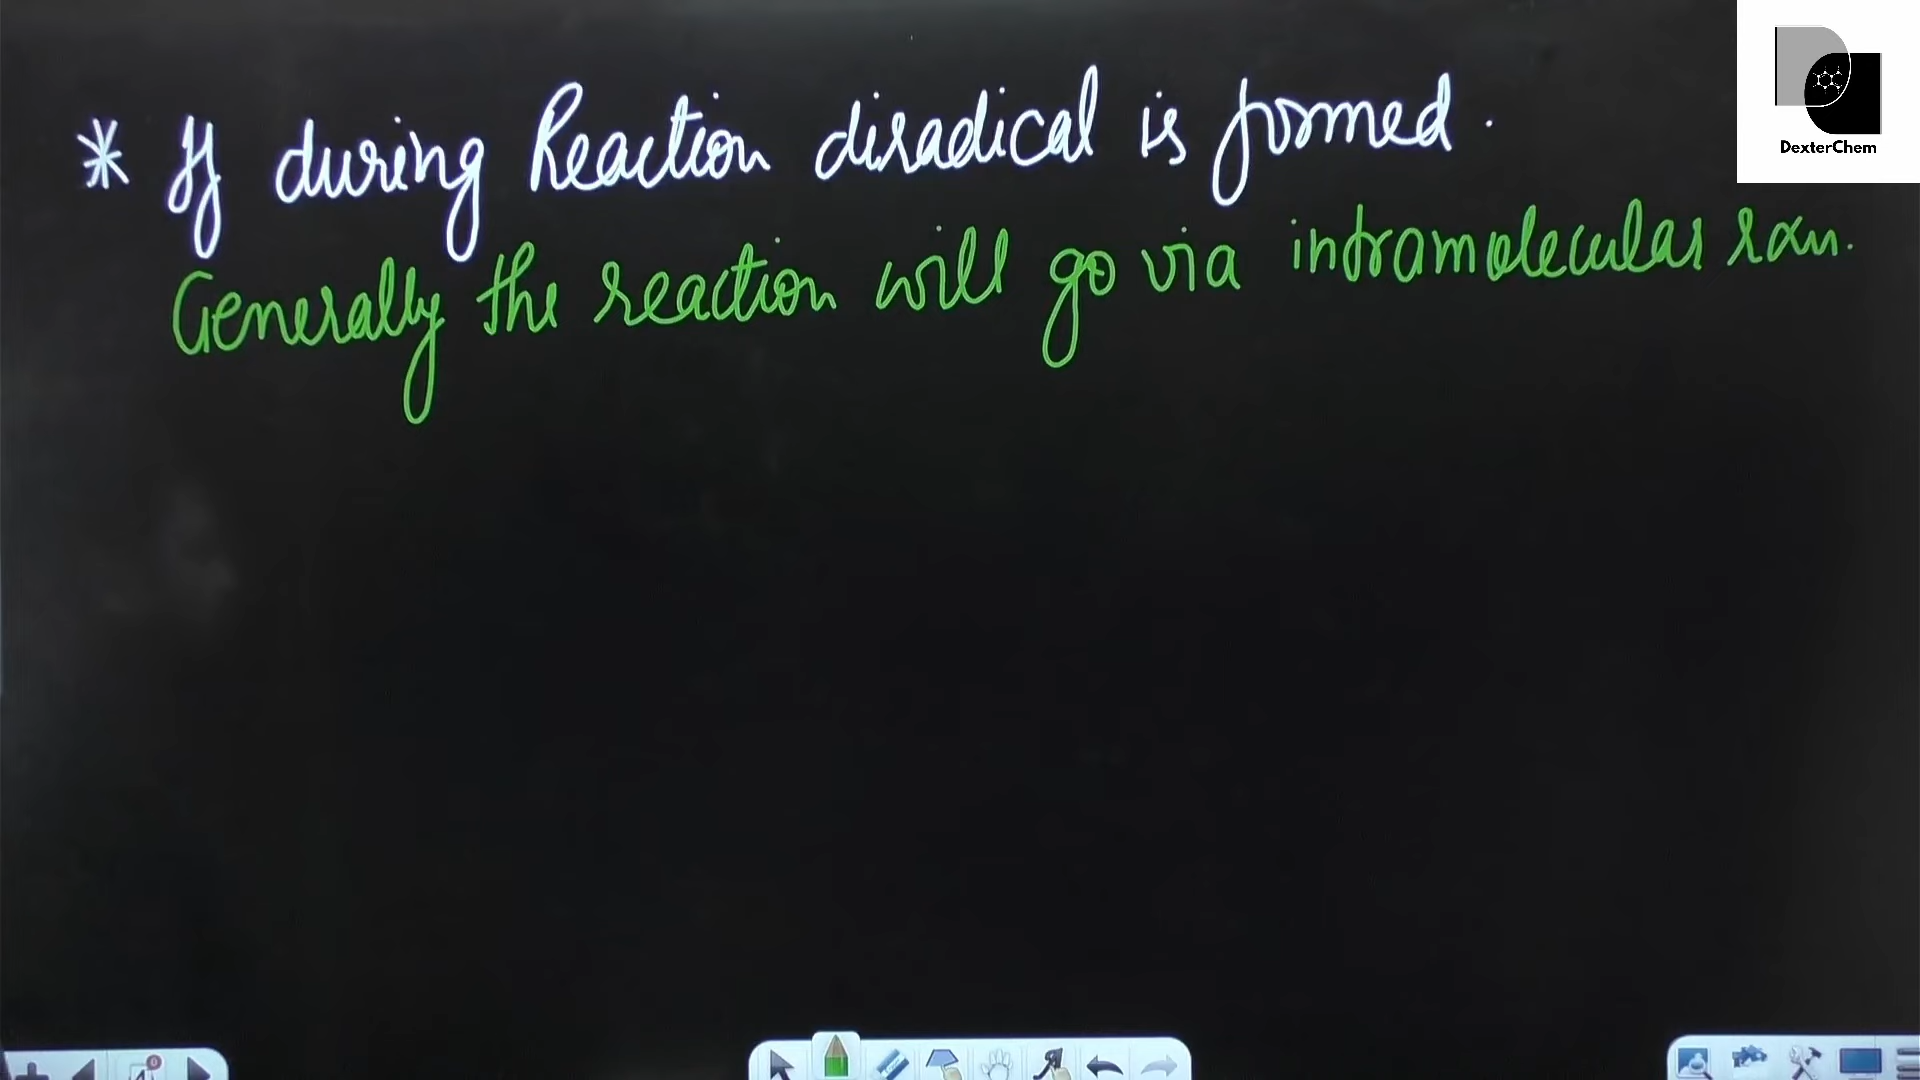 * If during Reaction diradical is formed.
Generally the reaction will go via intramolecular rxn.
DexterChem